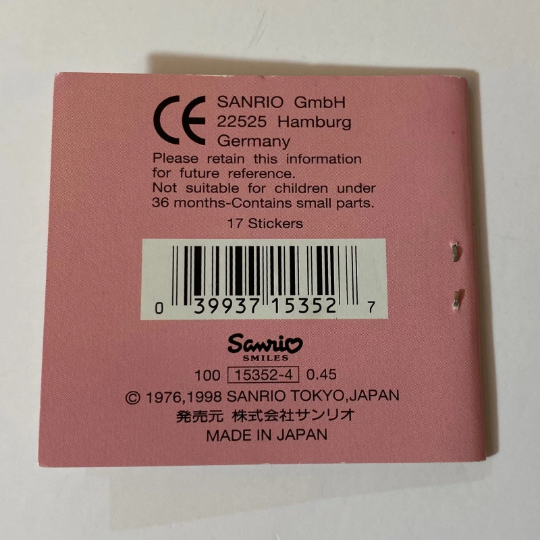 CE SANRIO GmbH
22525 Hamburg
Germany
Please retain this information
for future reference.
Not suitable for children under
36 months-Contains small parts.
17 Stickers
0 39937 15352 7
Sanrio
SMILES
100 15352-4 0.45
© 1976,1998 SANRIO TOKYO,JAPAN
発売元 株式会社サンリオ
MADE IN JAPAN